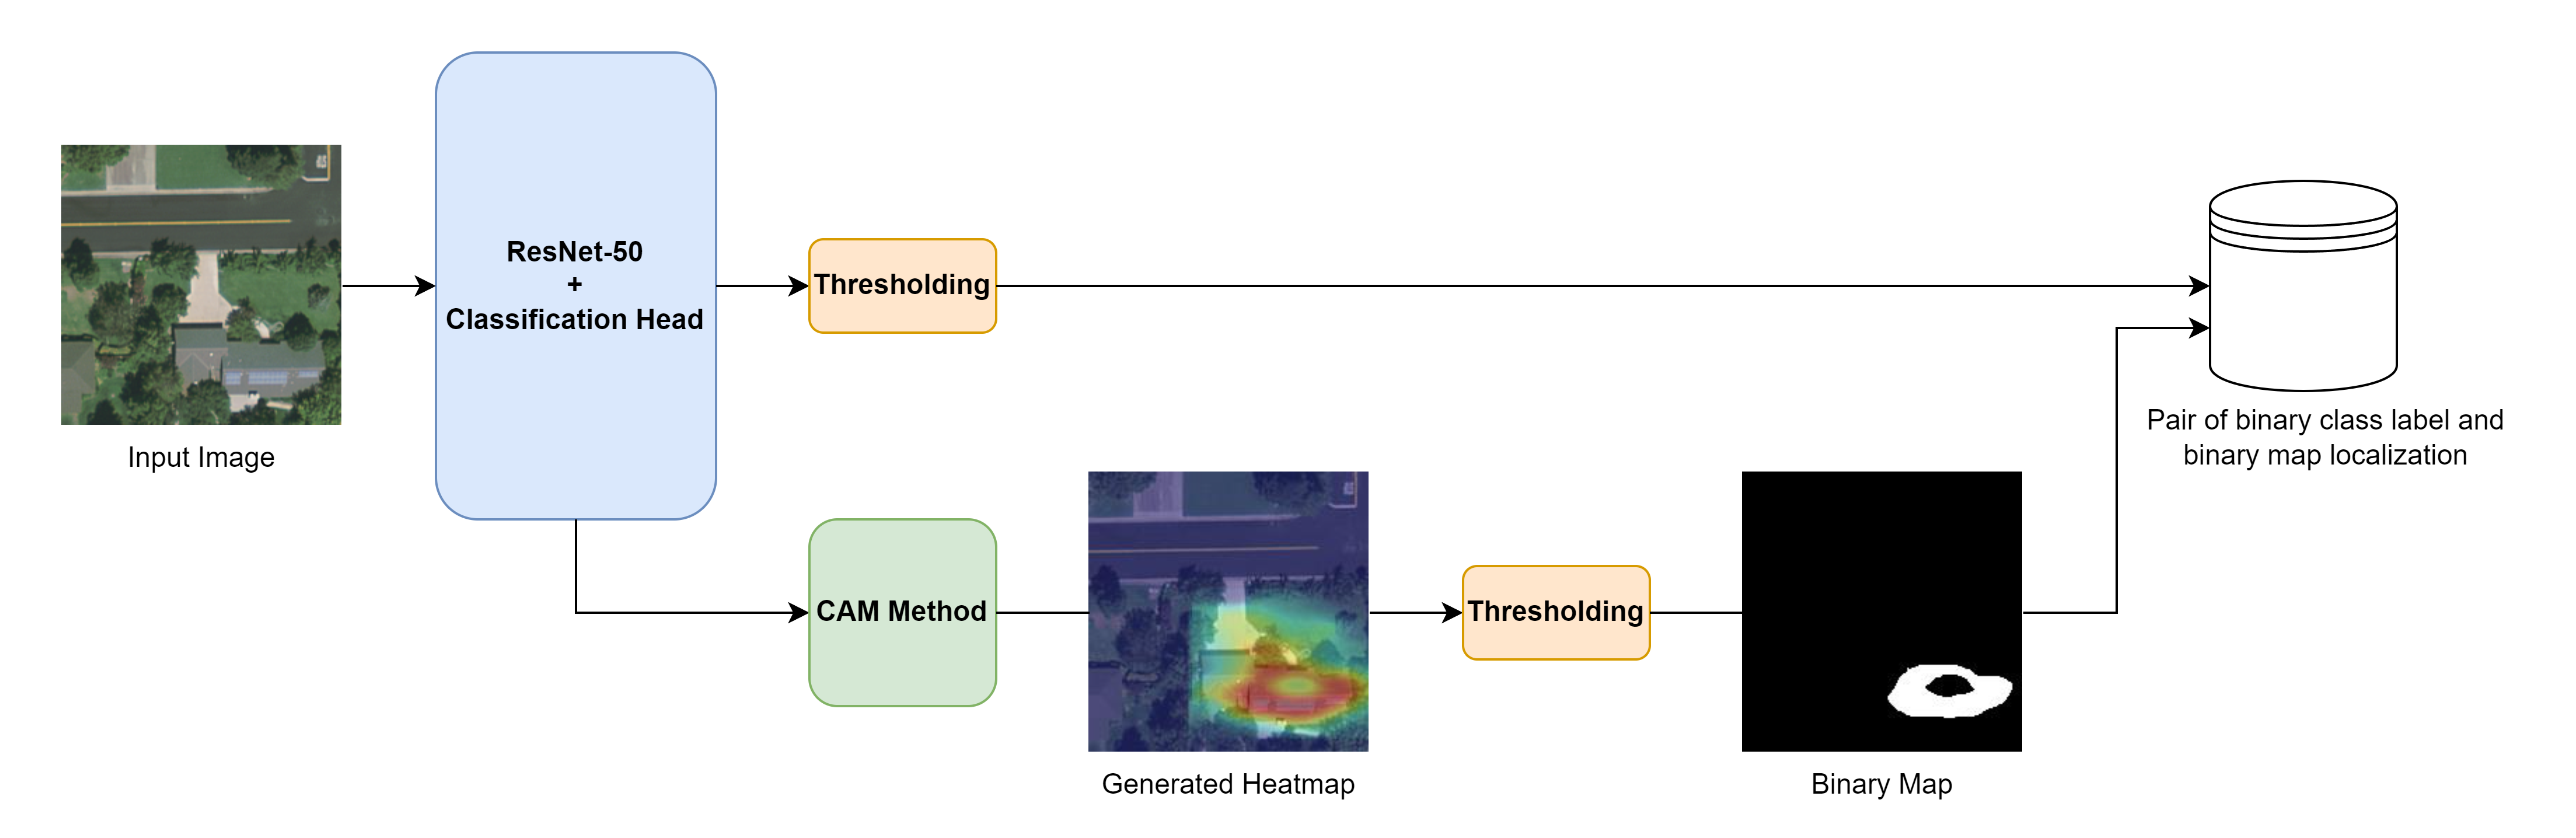 Input Image
ResNet-50
+
Classification Head
Thresholding
CAM Method
Generated Heatmap
Thresholding
Binary Map
Pair of binary class label and
binary map localization